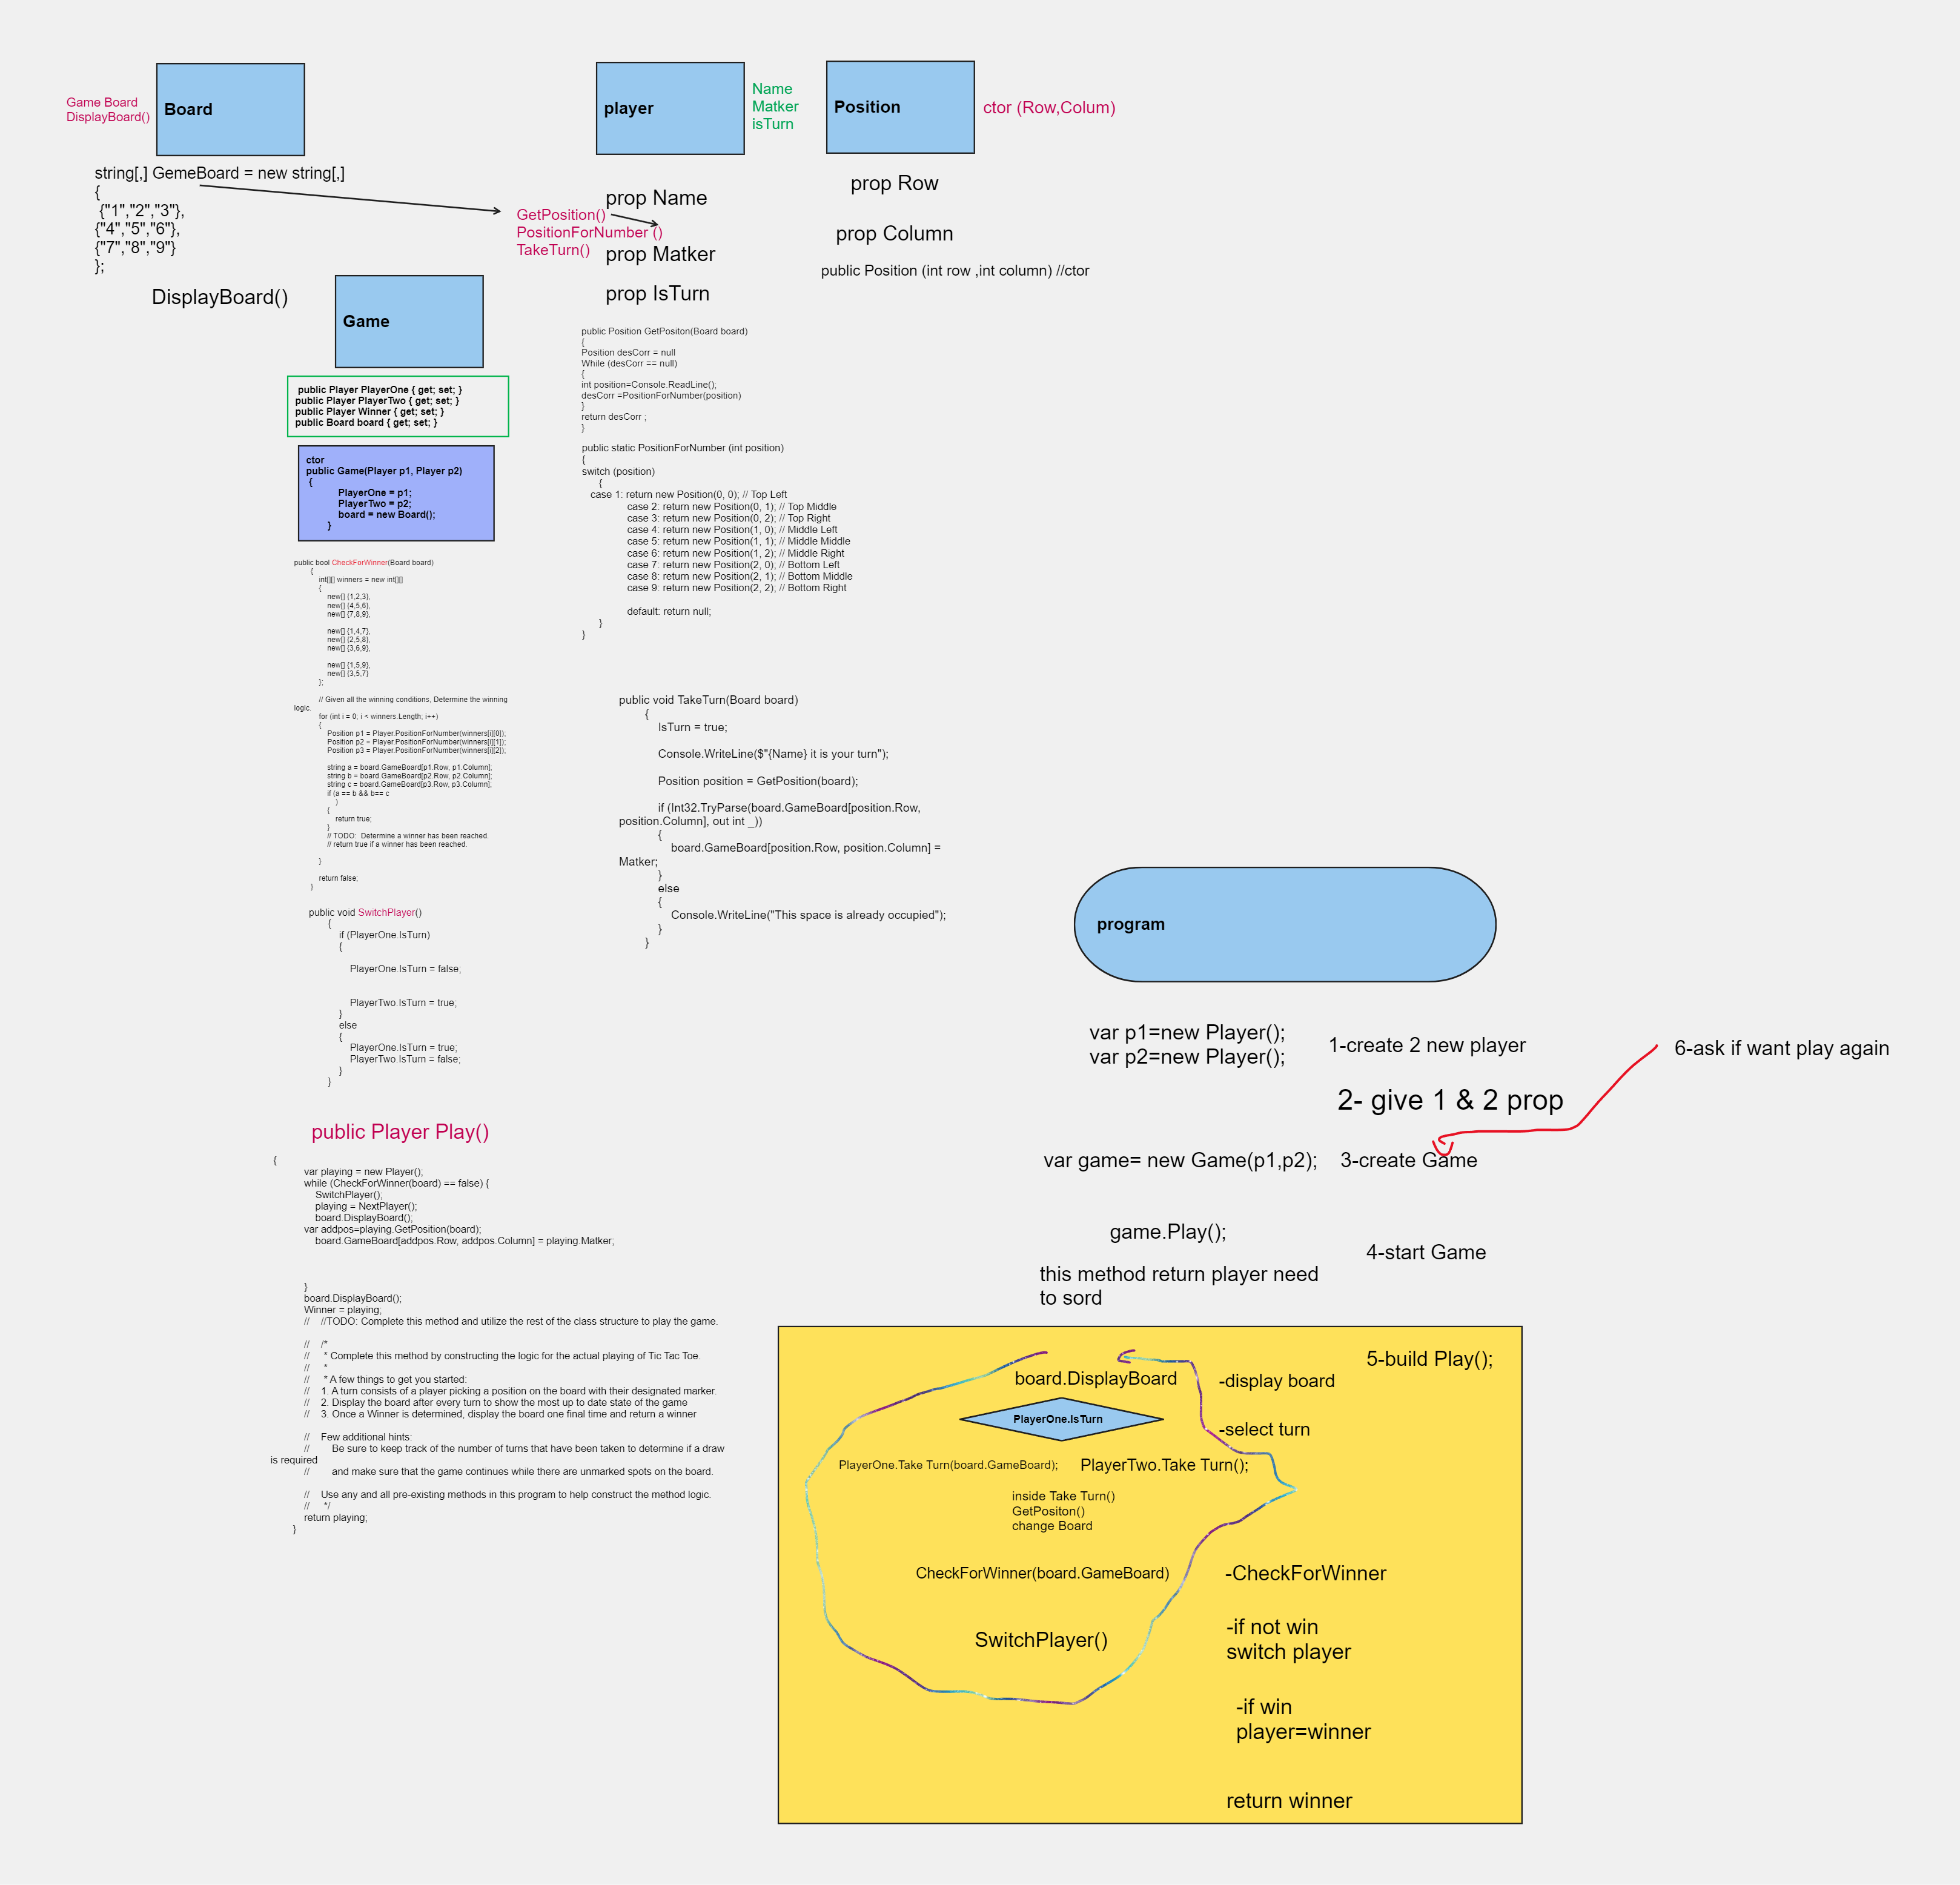 Game Board
DisplayBoard()
Board
string[,] GemeBoard = new string[,]
{
{"1","2","3"},
{"4","5","6"},
{"7","8","9"}
};
DisplayBoard()
player
Name
Matker
isTurn
GetPosition()
PositionForNumber ()
TakeTurn()
prop Name
prop Matker
prop IsTurn
Position
ctor (Row,Colum)
prop Row
prop Column
public Position (int row ,int column) //ctor
Game
public Player PlayerOne { get; set; }
public Player PlayerTwo { get; set; }
public Player Winner { get; set; }
public Board board { get; set; }
ctor
public Game(Player p1, Player p2)
{
PlayerOne = p1;
PlayerTwo = p2;
board = new Board();
}
public bool CheckForWinner(Board board)
{
int[][] winners = new int[][]
{
new[] {1,2,3},
new[] {4,5,6},
new[] {7,8,9},
new[] {1,4,7},
new[] {2,5,8},
new[] {3,6,9},
new[] {1,5,9},
new[] {3,5,7}
};
// Given all the winning conditions, Determine the winning
logic.
for (int i = 0; i < winners.Length; i++)
{
Position p1 = Player.PositionForNumber(winners[i][0]);
Position p2 = Player.PositionForNumber(winners[i][1]);
Position p3 = Player.PositionForNumber(winners[i][2]);
string a = board.GameBoard[p1.Row, p1.Column];
string b = board.GameBoard[p2.Row, p2.Column];
string c = board.GameBoard[p3.Row, p3.Column];
if (a == b && b== c
)
{
return true;
}
// TODO:  Determine a winner has been reached.
// return true if a winner has been reached.
}
return false;
}
public void SwitchPlayer()
{
if (PlayerOne.IsTurn)
{
PlayerOne.IsTurn = false;
PlayerTwo.IsTurn = true;
}
else
{
PlayerOne.IsTurn = true;
PlayerTwo.IsTurn = false;
}
}
public Player Play()
{
var playing = new Player();
while (CheckForWinner(board) == false) {
SwitchPlayer();
playing = NextPlayer();
board.DisplayBoard();
var addpos=playing.GetPosition(board);
board.GameBoard[addpos.Row, addpos.Column] = playing.Matker;
}
board.DisplayBoard();
Winner = playing;
// //TODO: Complete this method and utilize the rest of the class structure to play the game.
// /*
// * Complete this method by constructing the logic for the actual playing of Tic Tac Toe.
// *
// * A few things to get you started:
// 1. A turn consists of a player picking a position on the board with their designated marker.
// 2. Display the board after every turn to show the most up to date state of the game
// 3. Once a Winner is determined, display the board one final time and return a winner
// Few additional hints:
// Be sure to keep track of the number of turns that have been taken to determine if a draw
is required
// and make sure that the game continues while there are unmarked spots on the board.
// Use any and all pre-existing methods in this program to help construct the method logic.
// */
return playing;
}
public Position GetPositon(Board board)
{
Position desCorr = null
While (desCorr == null)
{
int position=Console.ReadLine();
desCorr =PositionForNumber(position)
}
return desCorr ;
}
public static PositionForNumber (int position)
{
switch (position)
{
case 1: return new Position(0, 0); // Top Left
case 2: return new Position(0, 1); // Top Middle
case 3: return new Position(0, 2); // Top Right
case 4: return new Position(1, 0); // Middle Left
case 5: return new Position(1, 1); // Middle Middle
case 6: return new Position(1, 2); // Middle Right
case 7: return new Position(2, 0); // Bottom Left
case 8: return new Position(2, 1); // Bottom Middle
case 9: return new Position(2, 2); // Bottom Right
default: return null;
}
}
public void TakeTurn(Board board)
{
IsTurn = true;
Console.WriteLine($"{Name} it is your turn");
Position position = GetPosition(board);
if (Int32.TryParse(board.GameBoard[position.Row,
position.Column], out int _))
{
board.GameBoard[position.Row, position.Column] =
Matker;
}
else
{
Console.WriteLine("This space is already occupied");
}
}
program
var p1=new Player();
var p2=new Player();
1-create 2 new player
6-ask if want play again
2- give 1 & 2 prop
var game= new Game(p1,p2);
3-create Game
game.Play();
4-start Game
this method return player need
to sord
5-build Play();
board.DisplayBoard
-display board
PlayerOne.IsTurn
-select turn
PlayerOne.Take Turn(board.GameBoard);
PlayerTwo.Take Turn();
inside Take Turn()
GetPositon()
change Board
CheckForWinner(board.GameBoard)
-CheckForWinner
SwitchPlayer()
-if not win
switch player
-if win
player=winner
return winner